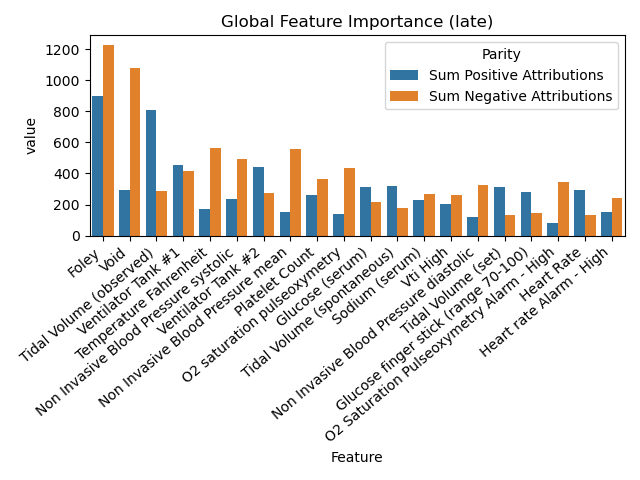 Global Feature Importance (late)
Parity
Sum Positive Attributions
Sum Negative Attributions
value
1200
1000
800
600
400
200
0
Foley
Void
Tidal Volume (observed)
Ventilator Tank #1
Temperature Fahrenheit
Non Invasive Blood Pressure systolic
Ventilator Tank #2
Non Invasive Blood Pressure mean
Platelet Count
O2 saturation pulseoxymetry
Glucose (serum)
Tidal Volume (spontaneous)
Sodium (serum)
Vti High
Non Invasive Blood Pressure diastolic
Tidal Volume (set)
Glucose finger stick (range 70-100)
O2 Saturation Pulseoxymetry Alarm - High
Heart Rate
Heart rate Alarm - High
Feature